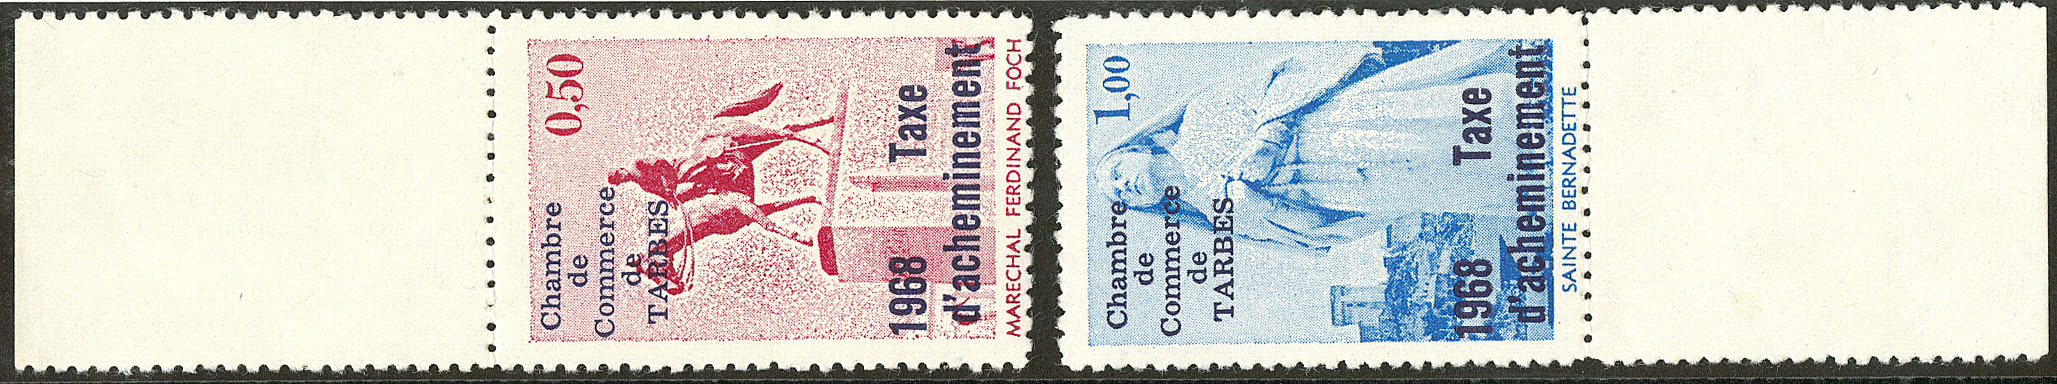 0,50
Chambre
de
Commerce
de
TARBES
1968 Taxe
d'acheminement
MARECHAL FERDINAND FOCH
1,00
Chambre
de
Commerce
de
TARBES
1968 Taxe
d'acheminement
SAINTE BERNADETTE